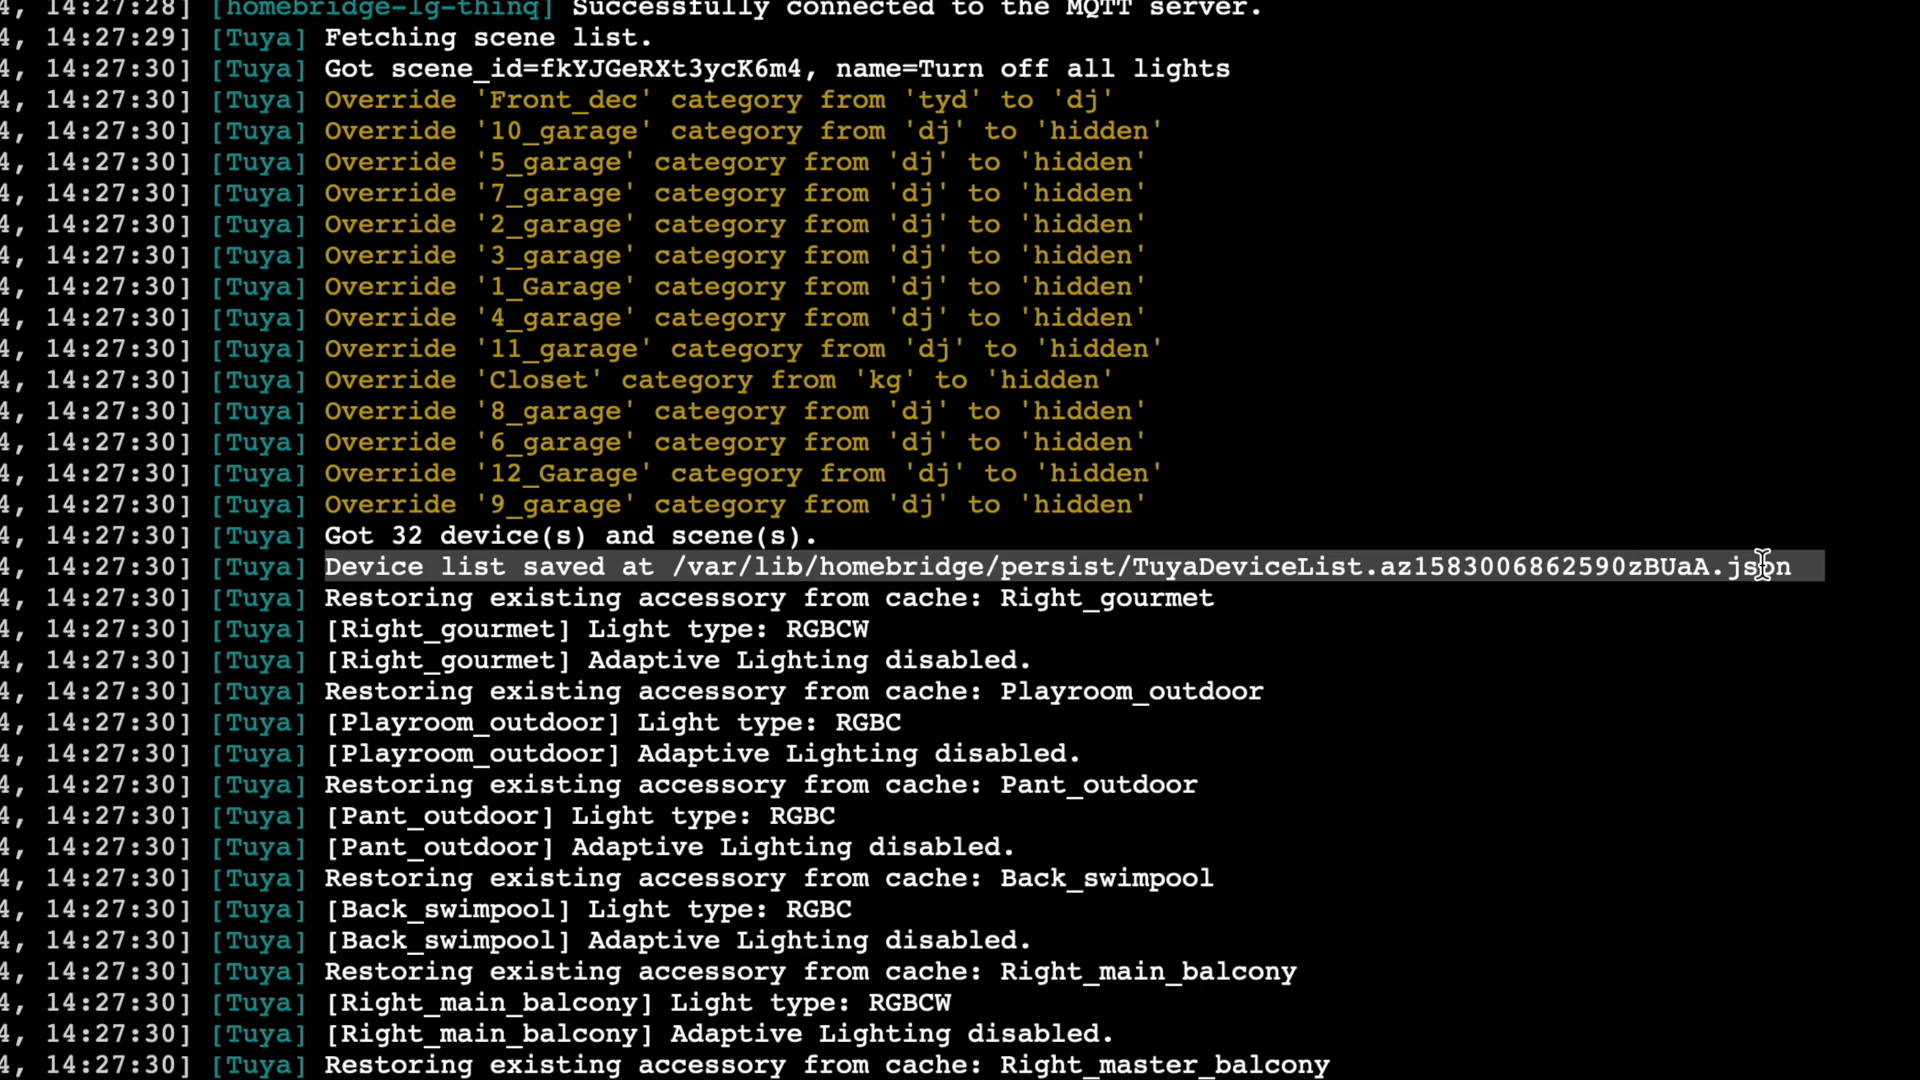 4, 14:27:28] [homebridge-lg-thinq] Successfully connected to the MQTT server.
4, 14:27:29] [Tuya] Fetching scene list.
4, 14:27:30] [Tuya] Got scene_id=fkYJGeRXt3ycK6m4, name=Turn off all lights
4, 14:27:30] [Tuya] Override 'Front_dec' category from 'tyd' to 'dj'
4, 14:27:30] [Tuya] Override '10_garage' category from 'dj' to 'hidden'
4, 14:27:30] [Tuya] Override '5_garage' category from 'dj' to 'hidden'
4, 14:27:30] [Tuya] Override '7_garage' category from 'dj' to 'hidden'
4, 14:27:30] [Tuya] Override '2_garage' category from 'dj' to 'hidden'
4, 14:27:30] [Tuya] Override '3_garage' category from 'dj' to 'hidden'
4, 14:27:30] [Tuya] Override '1_Garage' category from 'dj' to 'hidden'
4, 14:27:30] [Tuya] Override '4_garage' category from 'dj' to 'hidden'
4, 14:27:30] [Tuya] Override '11_garage' category from 'dj' to 'hidden'
4, 14:27:30] [Tuya] Override 'Closet' category from 'kg' to 'hidden'
4, 14:27:30] [Tuya] Override '8_garage' category from 'dj' to 'hidden'
4, 14:27:30] [Tuya] Override '6_garage' category from 'dj' to 'hidden'
4, 14:27:30] [Tuya] Override '12_Garage' category from 'dj' to 'hidden'
4, 14:27:30] [Tuya] Override '9_garage' category from 'dj' to 'hidden'
4, 14:27:30] [Tuya] Got 32 device(s) and scene(s).
4, 14:27:30] [Tuya] Device list saved at /var/lib/homebridge/persist/TuyaDeviceList.az1583006862590zBUaA.json
4, 14:27:30] [Tuya] Restoring existing accessory from cache: Right_gourmet
4, 14:27:30] [Tuya] [Right_gourmet] Light type: RGBCW
4, 14:27:30] [Tuya] [Right_gourmet] Adaptive Lighting disabled.
4, 14:27:30] [Tuya] Restoring existing accessory from cache: Playroom_outdoor
4, 14:27:30] [Tuya] [Playroom_outdoor] Light type: RGBC
4, 14:27:30] [Tuya] [Playroom_outdoor] Adaptive Lighting disabled.
4, 14:27:30] [Tuya] Restoring existing accessory from cache: Pant_outdoor
4, 14:27:30] [Tuya] [Pant_outdoor] Light type: RGBC
4, 14:27:30] [Tuya] [Pant_outdoor] Adaptive Lighting disabled.
4, 14:27:30] [Tuya] Restoring existing accessory from cache: Back_swimpool
4, 14:27:30] [Tuya] [Back_swimpool] Light type: RGBC
4, 14:27:30] [Tuya] [Back_swimpool] Adaptive Lighting disabled.
4, 14:27:30] [Tuya] Restoring existing accessory from cache: Right_main_balcony
4, 14:27:30] [Tuya] [Right_main_balcony] Light type: RGBCW
4, 14:27:30] [Tuya] [Right_main_balcony] Adaptive Lighting disabled.
4, 14:27:30] [Tuya] Restoring existing accessory from cache: Right_master_balcony